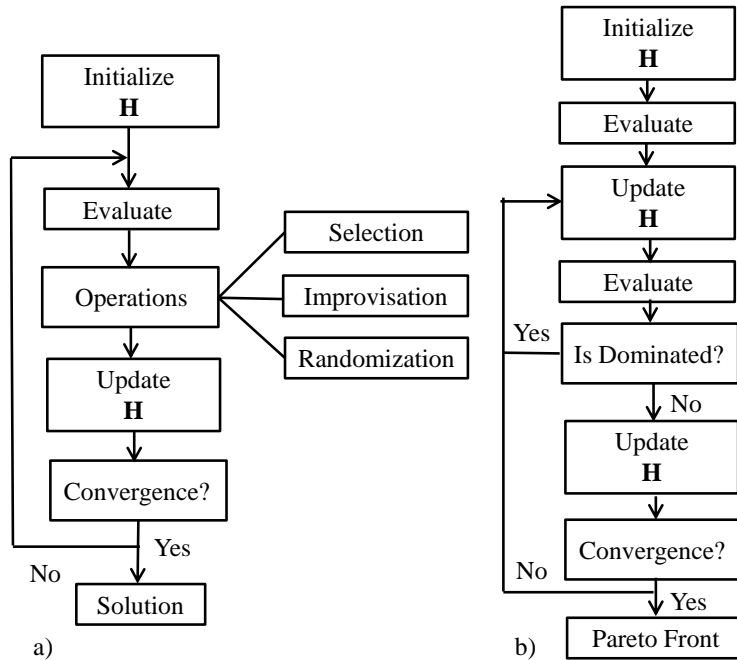 Initialize
H
Evaluate
Operations
Selection
Improvisation
Randomization
Update
H
Convergence?
Yes
No
Solution
a)
Initialize
H
Evaluate
Update
H
Evaluate
Yes
Is Dominated?
No
Update
H
Convergence?
No
Yes
Pareto Front
b)